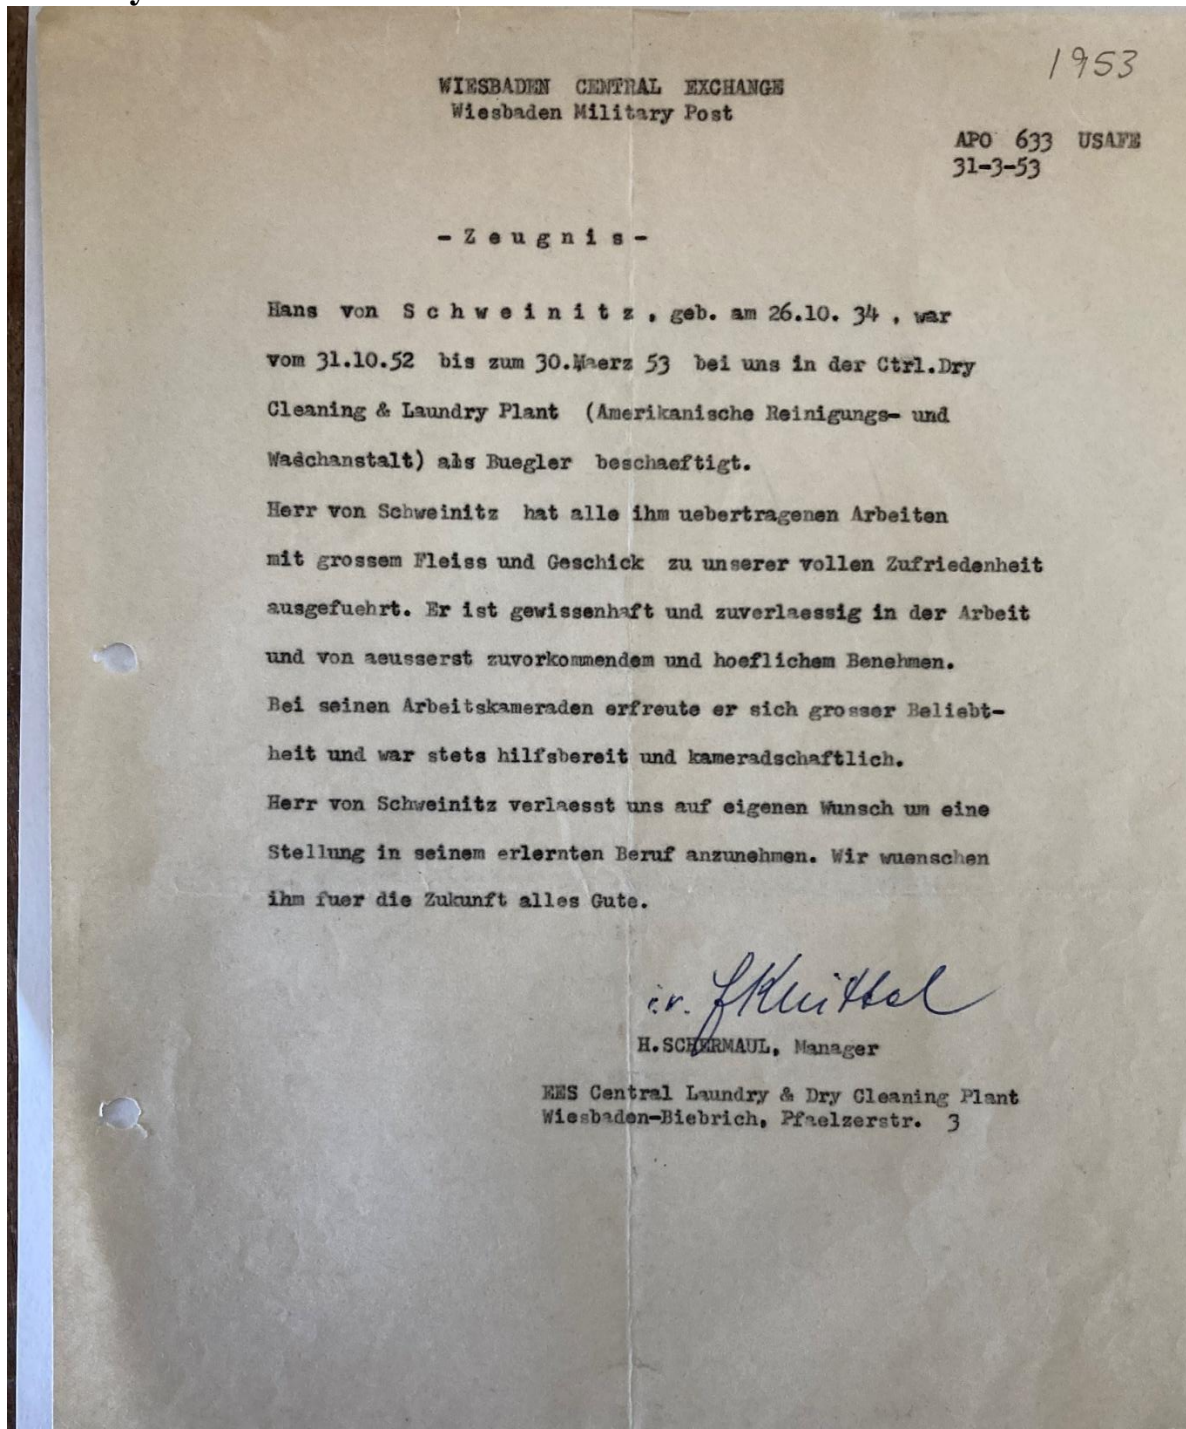 1953
WIESBADEN CENTRAL EXCHANGE
Wiesbaden Military Post
APO 633 USAFE
31-3-53
- Z e u g n i s -
Hans von S c h w e i n i t z , geb. am 26.10. 34 , war
vom 31.10.52 bis zum 30.Maerz 53 bei uns in der Ctrl.Dry
Cleaning & Laundry Plant (Amerikanische Reinigungs- und
Waschanstalt) als Buegler beschaeftigt.
Herr von Schweinitz hat alle ihm uebertragenen Arbeiten
mit grossem Fleiss und Geschick zu unserer vollen Zufriedenheit
ausgefuehrt. Er ist gewissenhaft und zuverlaessig in der Arbeit
und von aeusserst zuvorkommendem und hoeflichem Benehmen.
Bei seinen Arbeitskameraden erfreute er sich grosser Beliebt-
heit und war stets hilfsbereit und kameradschaftlich.
Herr von Schweinitz verlaesst uns auf eigenen Wunsch um eine
Stellung in seinem erlernten Beruf anzunehmen. Wir wuenschen
ihm fuer die Zukunft alles Gute.
i.v. f Knittel
H.SCHERMAUL, Manager
EES Central Laundry & Dry Cleaning Plant
Wiesbaden-Biebrich, Pfaelzerstr. 3